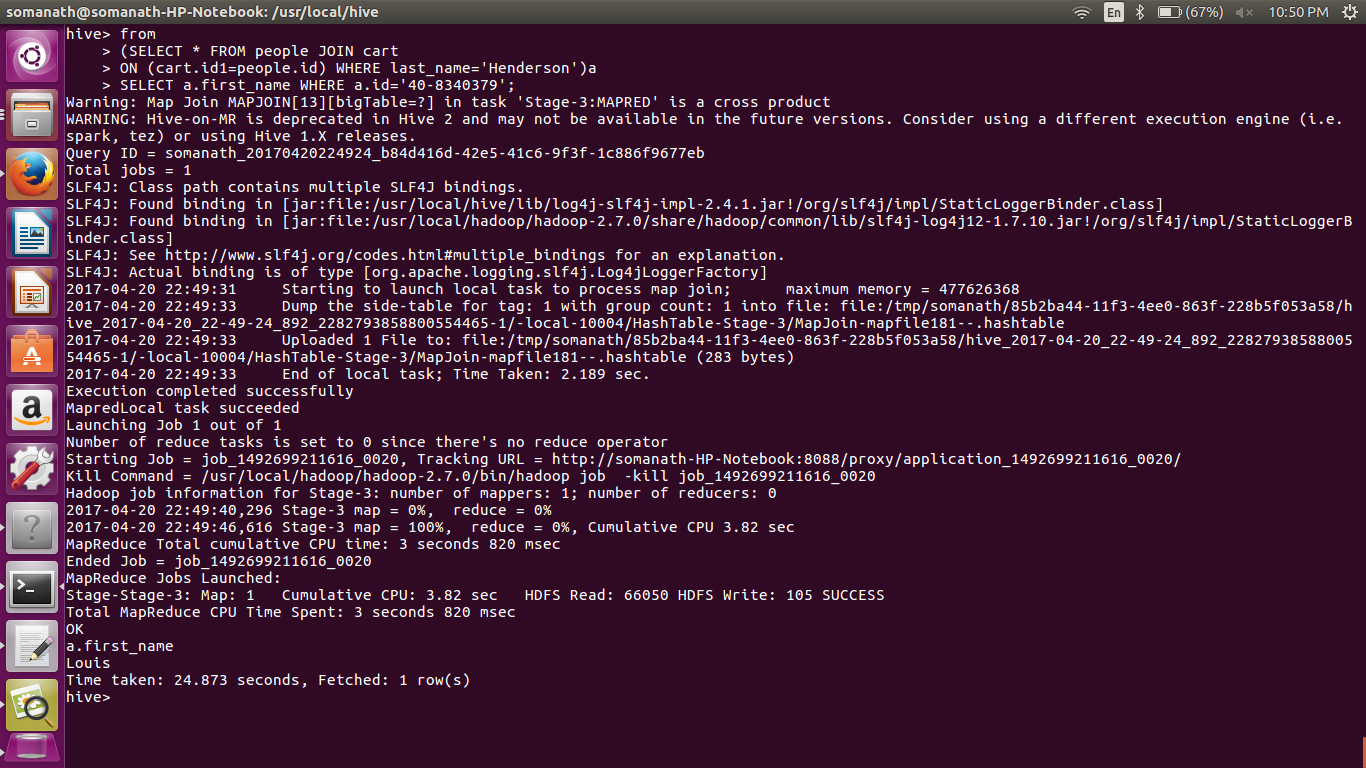 somanath@somanath-HP-Notebook: /usr/local/hive
En
(67%)
10:50 PM
hive> from
    > (SELECT * FROM people JOIN cart
    > ON (cart.id1=people.id) WHERE last_name='Henderson')a
    > SELECT a.first_name WHERE a.id='40-8340379';
Warning: Map Join MAPJOIN[13][bigTable=?] in task 'Stage-3:MAPRED' is a cross product
WARNING: Hive-on-MR is deprecated in Hive 2 and may not be available in the future versions. Consider using a different execution engine (i.e.
spark, tez) or using Hive 1.X releases.
Query ID = somanath_20170420224924_b84d416d-42e5-41c6-9f3f-1c886f9677eb
Total jobs = 1
SLF4J: Class path contains multiple SLF4J bindings.
SLF4J: Found binding in [jar:file:/usr/local/hive/lib/log4j-slf4j-impl-2.4.1.jar!/org/slf4j/impl/StaticLoggerBinder.class]
SLF4J: Found binding in [jar:file:/usr/local/hadoop/hadoop-2.7.0/share/hadoop/common/lib/slf4j-log4j12-1.7.10.jar!/org/slf4j/impl/StaticLoggerB
inder.class]
SLF4J: See http://www.slf4j.org/codes.html#multiple_bindings for an explanation.
SLF4J: Actual binding is of type [org.apache.logging.slf4j.Log4jLoggerFactory]
2017-04-20 22:49:31     Starting to launch local task to process map join;      maximum memory = 477626368
2017-04-20 22:49:33     Dump the side-table for tag: 1 with group count: 1 into file: file:/tmp/somanath/85b2ba44-11f3-4ee0-863f-228b5f053a58/h
ive_2017-04-20_22-49-24_892_2282793858800554465-1/-local-10004/HashTable-Stage-3/MapJoin-mapfile181--.hashtable
2017-04-20 22:49:33     Uploaded 1 File to: file:/tmp/somanath/85b2ba44-11f3-4ee0-863f-228b5f053a58/hive_2017-04-20_22-49-24_892_22827938588005
54465-1/-local-10004/HashTable-Stage-3/MapJoin-mapfile181--.hashtable (283 bytes)
2017-04-20 22:49:33     End of local task; Time Taken: 2.189 sec.
Execution completed successfully
MapredLocal task succeeded
Launching Job 1 out of 1
Number of reduce tasks is set to 0 since there's no reduce operator
Starting Job = job_1492699211616_0020, Tracking URL = http://somanath-HP-Notebook:8088/proxy/application_1492699211616_0020/
Kill Command = /usr/local/hadoop/hadoop-2.7.0/bin/hadoop job  -kill job_1492699211616_0020
Hadoop job information for Stage-3: number of mappers: 1; number of reducers: 0
2017-04-20 22:49:40,296 Stage-3 map = 0%,  reduce = 0%
2017-04-20 22:49:46,616 Stage-3 map = 100%,  reduce = 0%, Cumulative CPU 3.82 sec
MapReduce Total cumulative CPU time: 3 seconds 820 msec
Ended Job = job_1492699211616_0020
MapReduce Jobs Launched:
Stage-Stage-3: Map: 1   Cumulative CPU: 3.82 sec   HDFS Read: 66050 HDFS Write: 105 SUCCESS
Total MapReduce CPU Time Spent: 3 seconds 820 msec
OK
a.first_name
Louis
Time taken: 24.873 seconds, Fetched: 1 row(s)
hive>